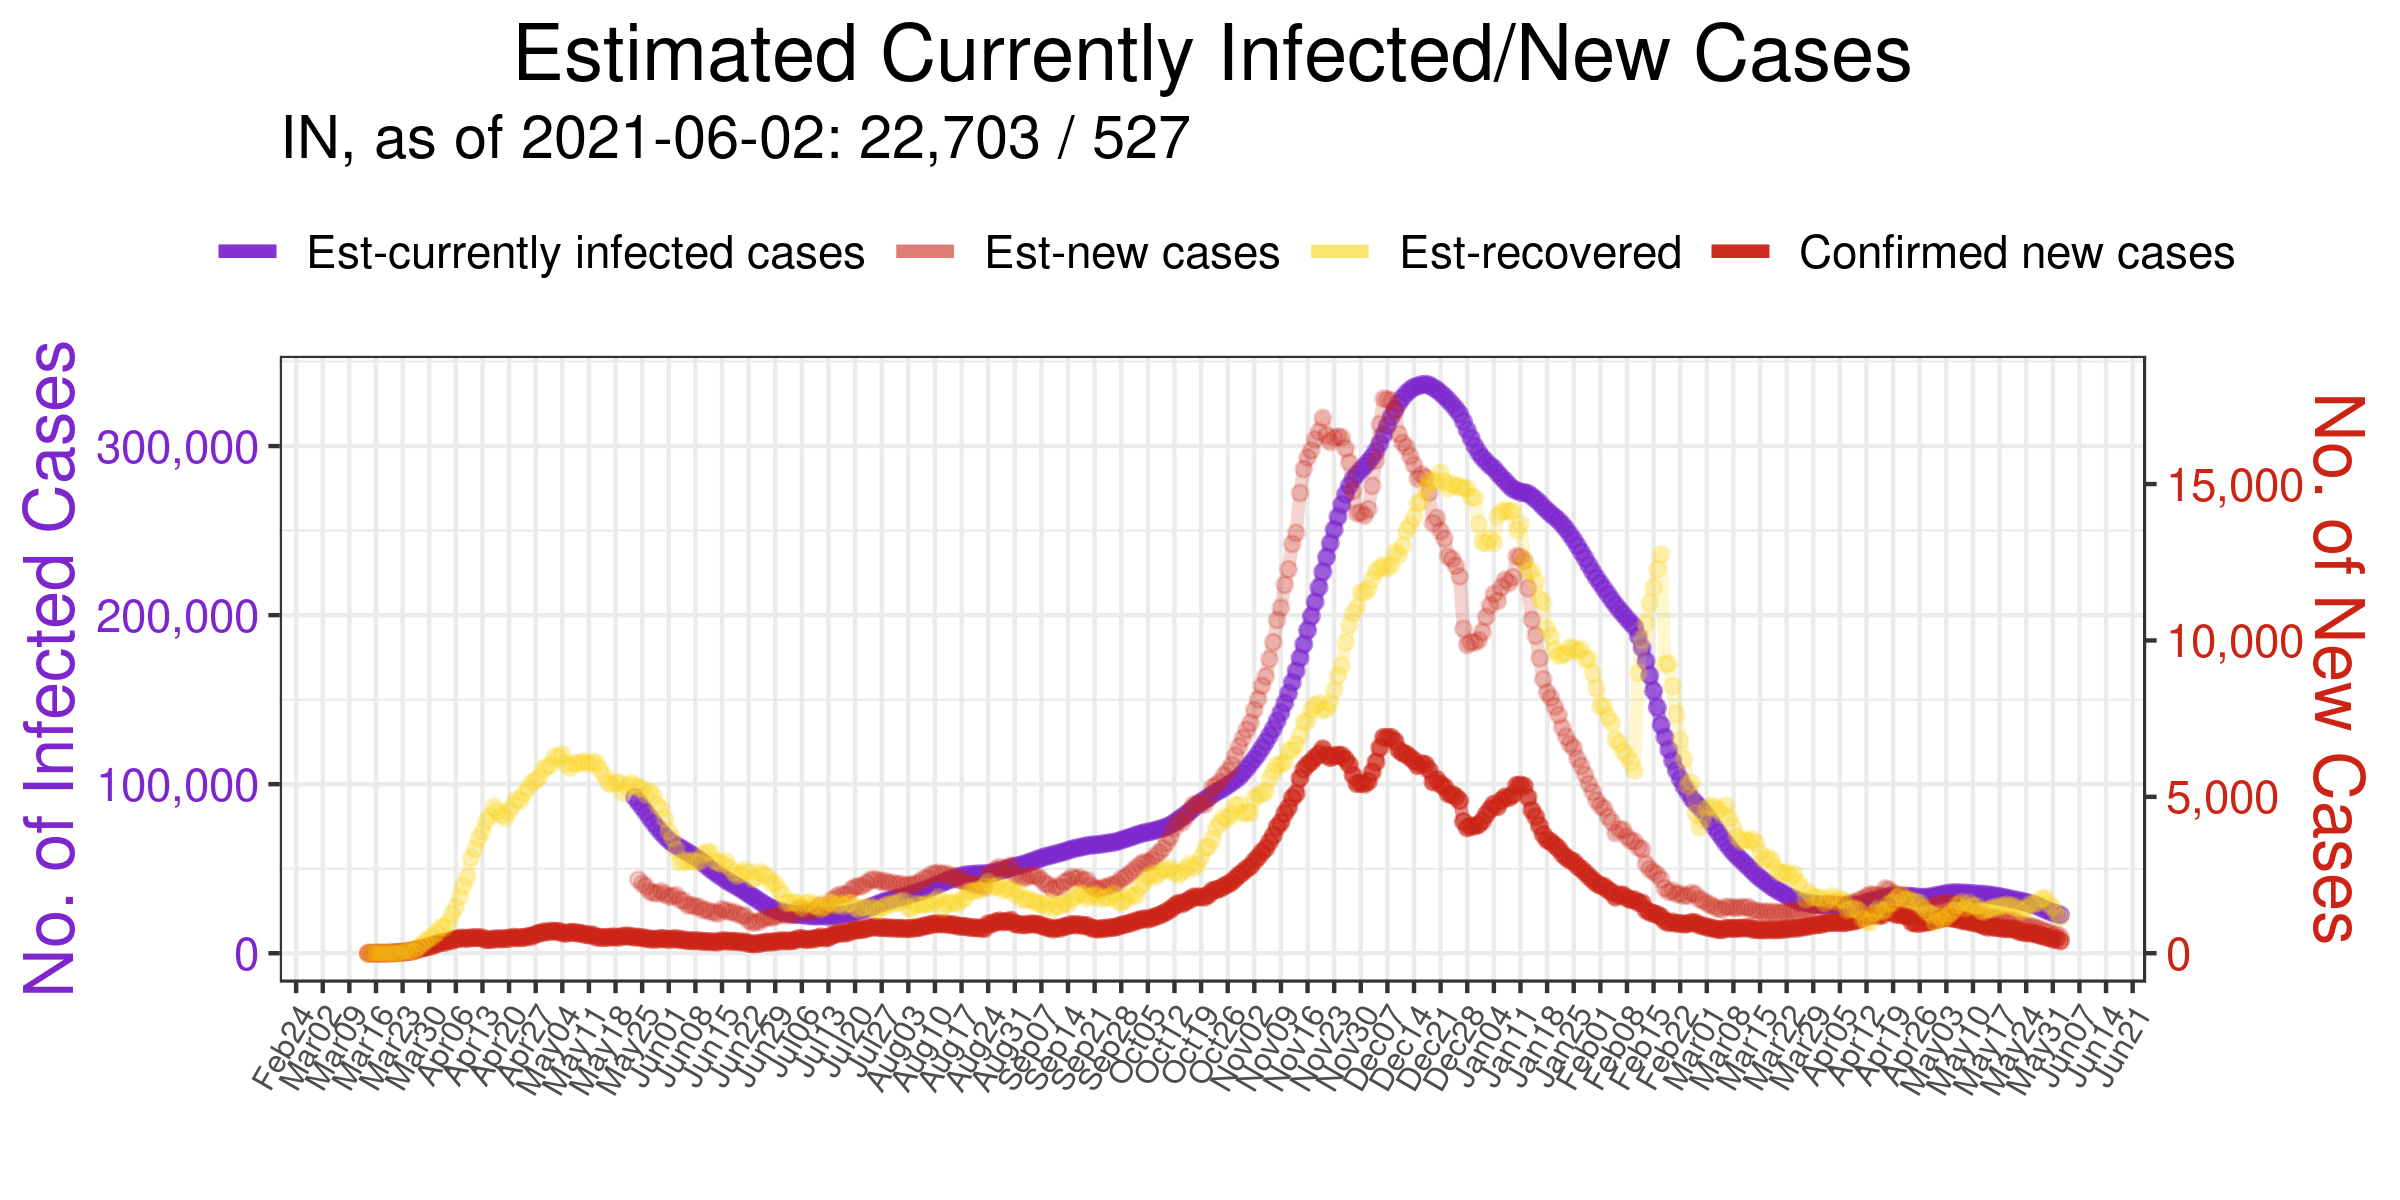 Estimated Currently Infected/New Cases
IN, as of 2021-06-02: 22,703 / 527
Est-currently infected cases Est-new cases Est-recovered Confirmed new cases
No. of Infected Cases
300,000
200,000
100,000
0
15,000
10,000
5,000
0
No. of New Cases
Feb24 Mar02 Mar09 Mar16 Mar23 Mar30 Apr06 Apr13 Apr20 Apr27 May04 May11 May18 May25 Jun01 Jun08 Jun15 Jun22 Jun29 Jul06 Jul13 Jul20 Jul27 Aug03 Aug10 Aug17 Aug24 Aug31 Sep07 Sep14 Sep21 Sep28 Oct05 Oct12 Oct19 Oct26 Nov02 Nov09 Nov16 Nov23 Nov30 Dec07 Dec14 Dec21 Dec28 Jan04 Jan11 Jan18 Jan25 Feb01 Feb08 Feb15 Feb22 Mar01 Mar08 Mar15 Mar22 Mar29 Apr05 Apr12 Apr19 Apr26 May03 May10 May17 May24 May31 Jun07 Jun14 Jun21